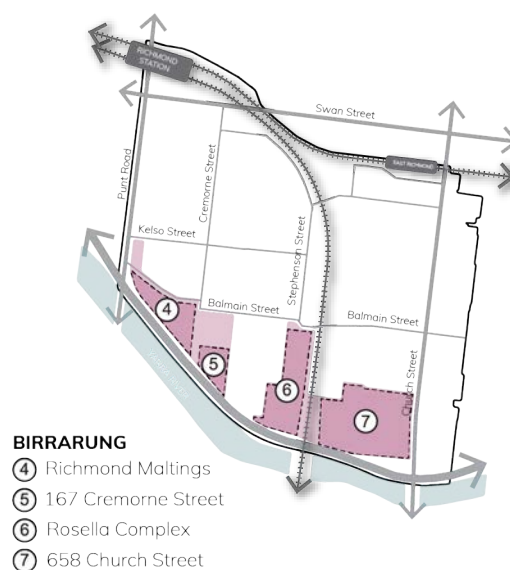 RICHMOND
STATION
Swan Street
EAST RICHMOND
Punt Road
Cremorne Street
Stephenson Street
Kelso Street
Balmain Street
Balmain Street
Church Street
4
5
6
7
Yarra River
BIRRARUNG
4 Richmond Maltings
5 167 Cremorne Street
6 Rosella Complex
7 658 Church Street